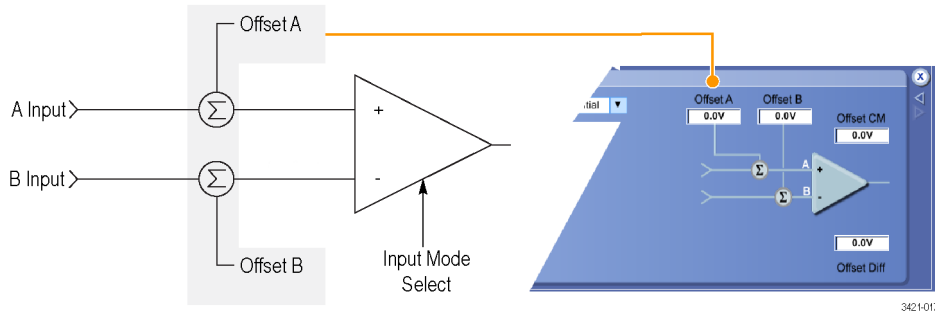 Offset A
A Input
Σ
+
B Input
Σ
-
Offset B
Input Mode
Select
tial
Offset A
Offset B
0.0V
0.0V
Offset CM
0.0V
A
Σ
+
B
Σ
-
0.0V
Offset Diff
X